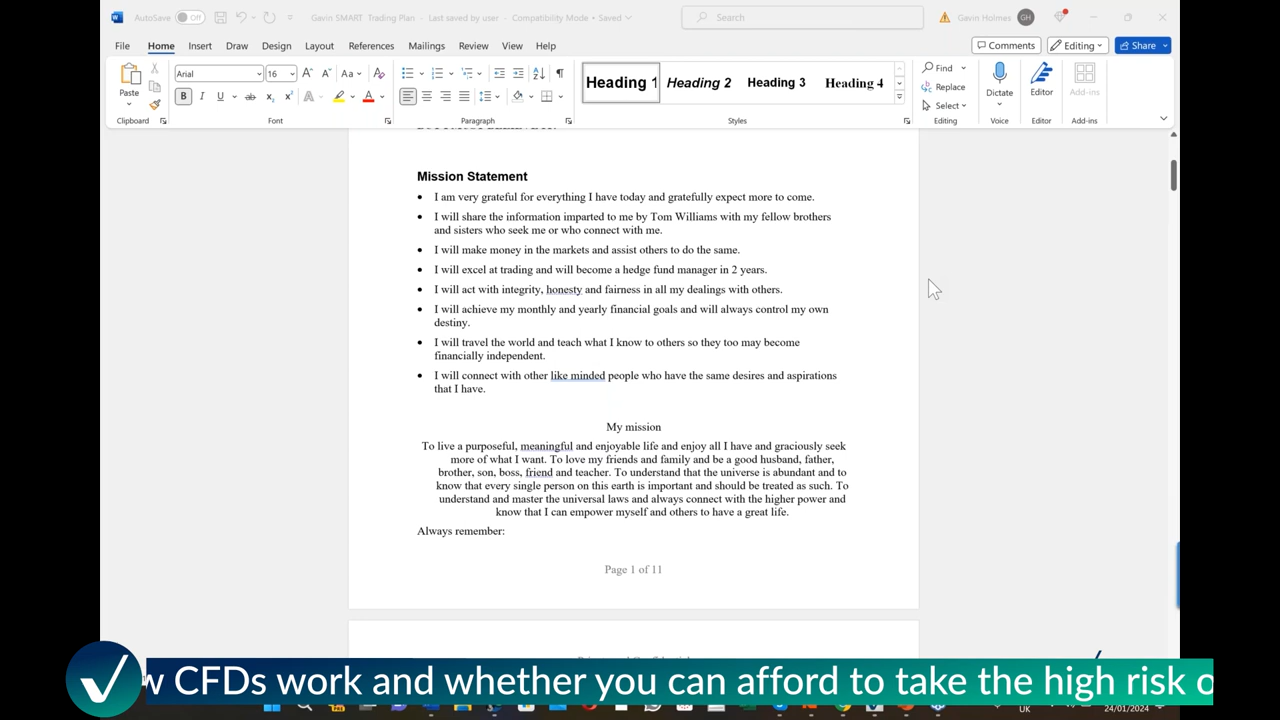 AutoSave Off Gavin SMART Trading Plan - Last saved by user - Compatibility Mode • Saved Search Gavin Holmes GH
File Home Insert Draw Design Layout References Mailings Review View Help Comments Editing Share
Arial 16 Heading 1 Heading 2 Heading 3 Heading 4 Find
Paste Replace Dictate Editor Add-ins
Select
Clipboard Font Paragraph Styles Editing Voice Editor Add-ins
Mission Statement
• I am very grateful for everything I have today and gratefully expect more to come.
• I will share the information imparted to me by Tom Williams with my fellow brothers
and sisters who seek me or who connect with me.
• I will make money in the markets and assist others to do the same.
• I will excel at trading and will become a hedge fund manager in 2 years.
• I will act with integrity, honesty and fairness in all my dealings with others.
• I will achieve my monthly and yearly financial goals and will always control my own
destiny.
• I will travel the world and teach what I know to others so they too may become
financially independent.
• I will connect with other like minded people who have the same desires and aspirations
that I have.
My mission
To live a purposeful, meaningful and enjoyable life and enjoy all I have and graciously seek
more of what I want. To love my friends and family and be a good husband, father,
brother, son, boss, friend and teacher. To understand that the universe is abundant and to
know that every single person on this earth is important and should be treated as such. To
understand and master the universal laws and always connect with the higher power and
know that I can empower myself and others to have a great life.
Always remember:
Page 1 of 11
w CFDs work and whether you can afford to take the high risk o
UK 24/01/2024